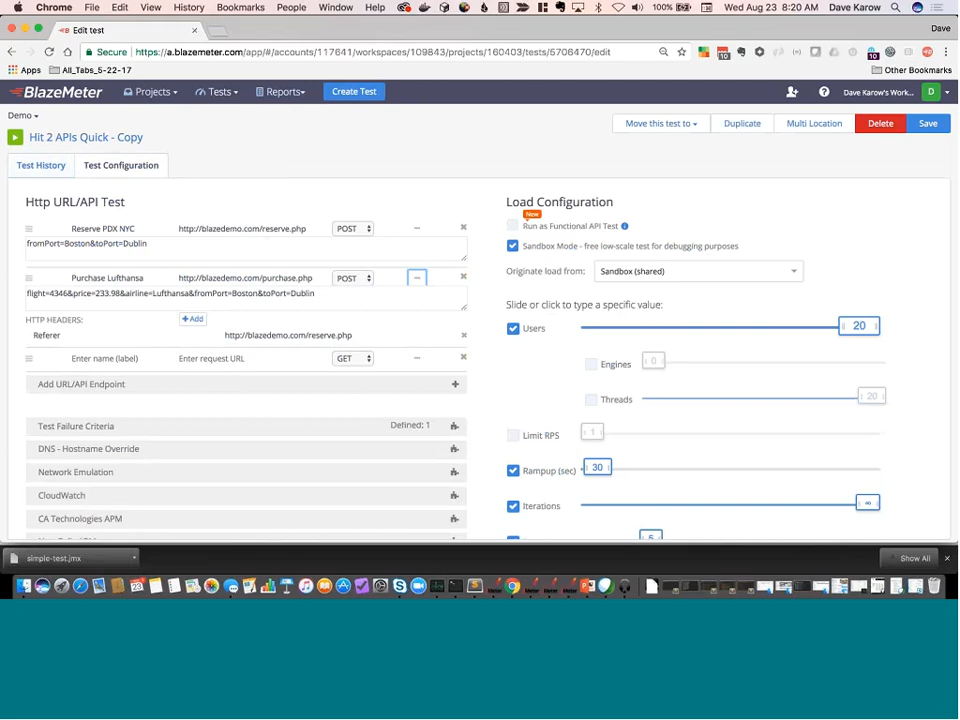 Chrome File Edit View History Bookmarks People Window Help 100% Wed Aug 23 8:20 AM Dave Karow
Edit test Dave
Secure https://a.blazemeter.com/app/#/accounts/117641/workspaces/109843/projects/160403/tests/5706470/edit 10 10
Apps All_Tabs_5-22-17 Other Bookmarks
BlazeMeter Projects Tests Reports Create Test Dave Karow's Work... D
Demo
Move this test to Duplicate Multi Location Delete Save
Hit 2 APIs Quick - Copy
Test History Test Configuration
Http URL/API Test
Reserve PDX NYC http://blazedemo.com/reserve.php POST
fromPort=Boston&toPort=Dublin
Purchase Lufthansa http://blazedemo.com/purchase.php POST
flight=4346&price=233.98&airline=Lufthansa&fromPort=Boston&toPort=Dublin
HTTP HEADERS: Add
Referer http://blazedemo.com/reserve.php
Enter name (label) Enter request URL GET
Add URL/API Endpoint
Test Failure Criteria Defined: 1
DNS - Hostname Override
Network Emulation
CloudWatch
CA Technologies APM
Load Configuration
New
Run as Functional API Test
Sandbox Mode - free low-scale test for debugging purposes
Originate load from: Sandbox (shared)
Slide or click to type a specific value:
Users 20
Engines 0
Threads 20
Limit RPS 1
Rampup (sec) 30
Iterations ∞
simple-test.jmx Show All